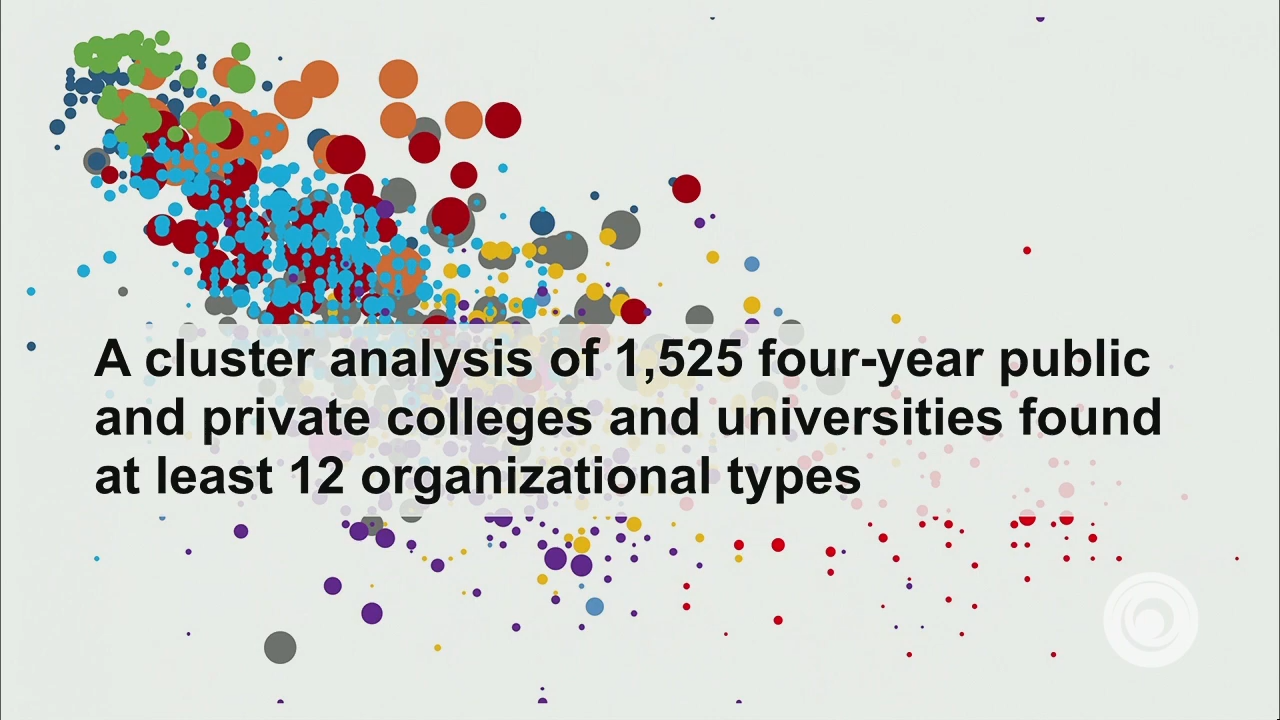 A cluster analysis of 1,525 four-year public
and private colleges and universities found
at least 12 organizational types